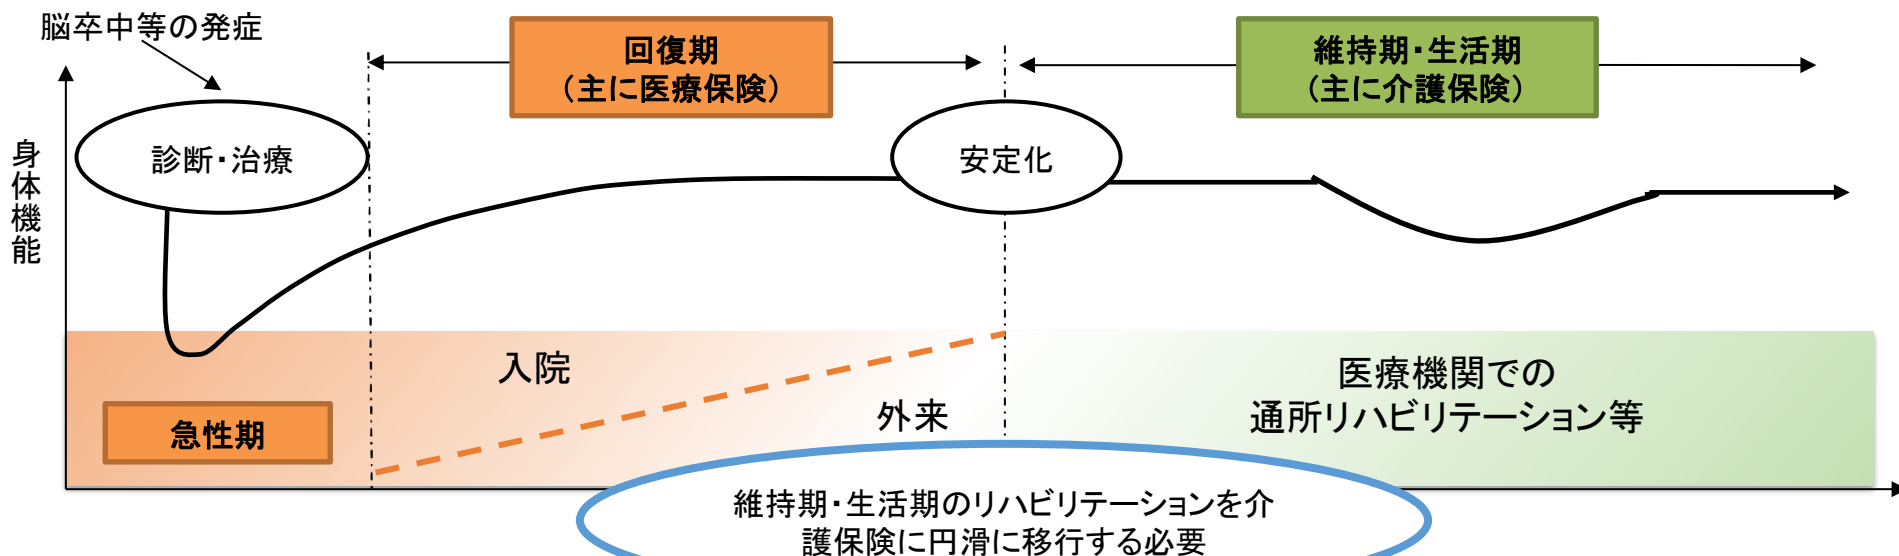 脳卒中等の発症
回復期
（主に医療保険）
維持期・生活期
（主に介護保険）
身体機能
診断・治療
安定化
入院
外来
急性期
医療機関での
通所リハビリテーション等
維持期・生活期のリハビリテーションを介
護保険に円滑に移行する必要